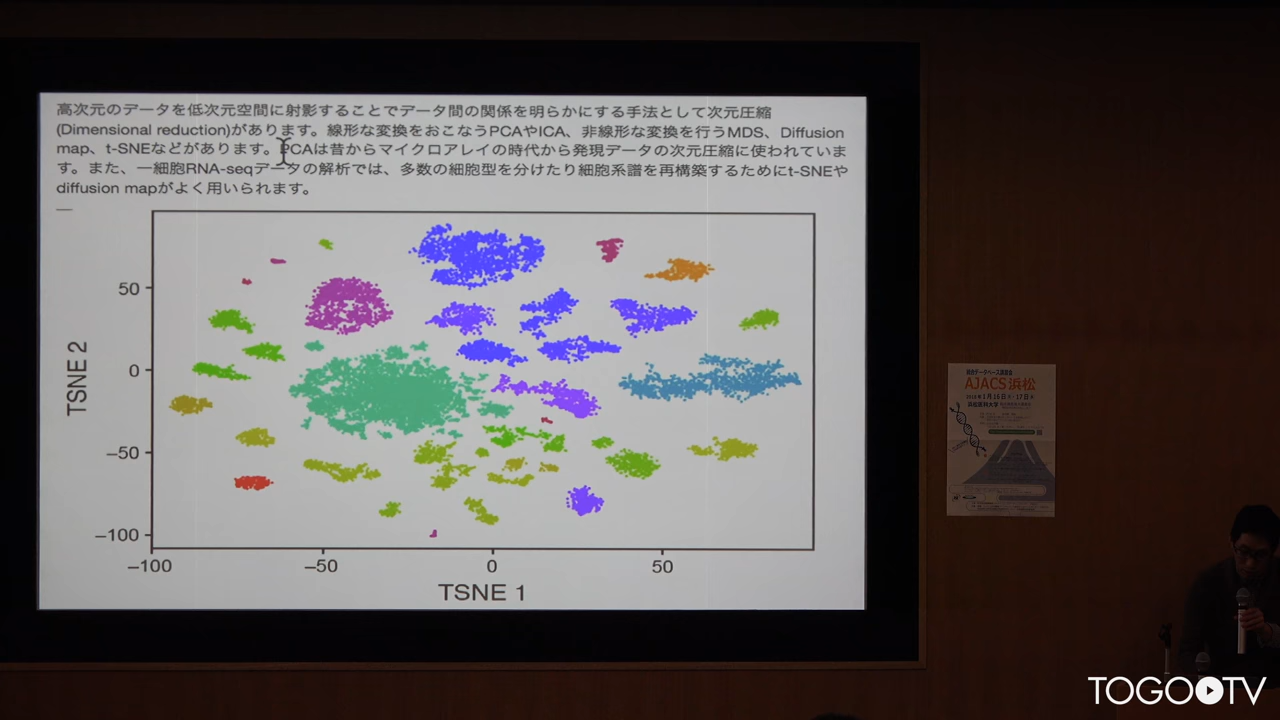 高次元のデータを低次元空間に射影することでデータ間の関係を明らかにする手法として次元圧縮
(Dimensional reduction)があります。線形な変換をおこなうPCAやICA、非線形な変換を行うMDS、Diffusion
map、t-SNEなどがあります。PCAは昔からマイクロアレイの時代から発現データの次元圧縮に使われていま
す。また、一細胞RNA-seqデータの解析では、多数の細胞型を分けたり細胞系譜を再構築するためにt-SNEや
diffusion mapがよく用いられます。
TSNE 2
50
0
−50
−100
−100
−50
0
50
TSNE 1
AJACS浜松
TOGO TV